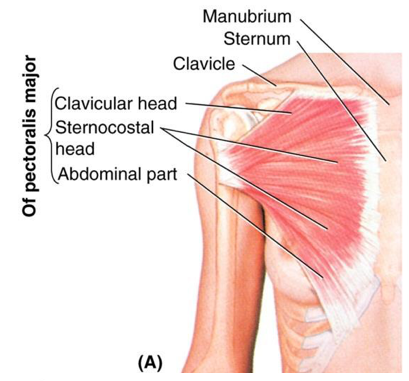 Manubrium
Sternum
Clavicle
Of pectoralis major
Clavicular head
Sternocostal
head
Abdominal part
(A)